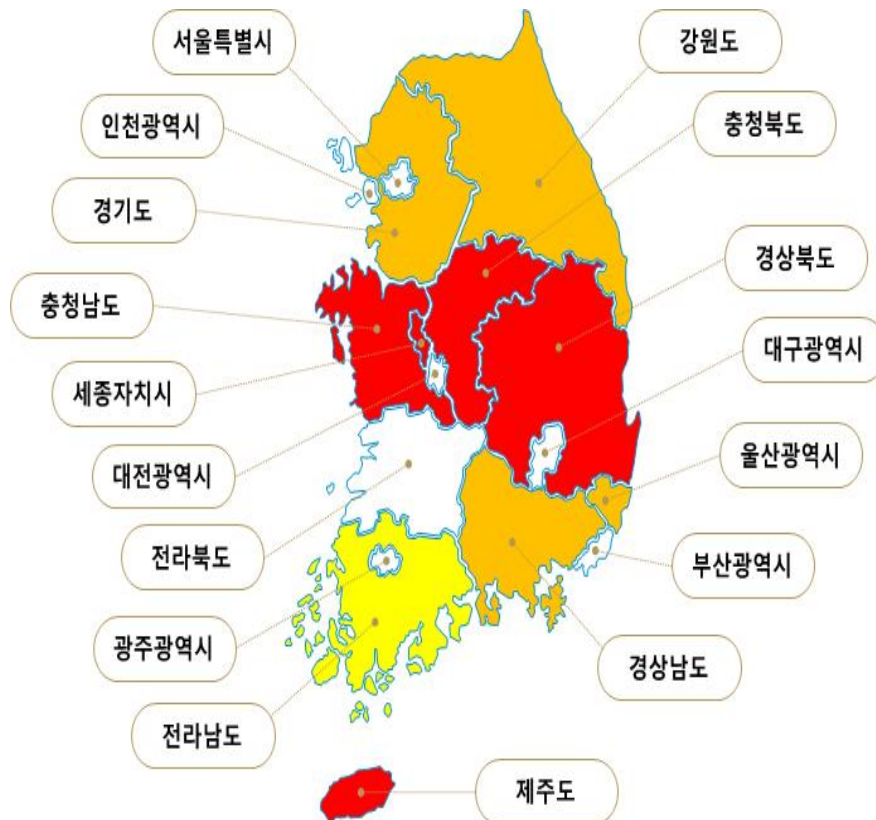 서울특별시
강원도
인천광역시
충청북도
경기도
경상북도
충청남도
대구광역시
세종자치시
울산광역시
대전광역시
전라북도
부산광역시
광주광역시
경상남도
전라남도
제주도